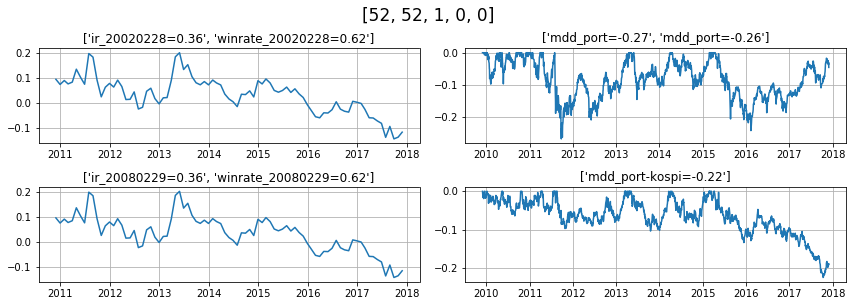 [52, 52, 1, 0, 0]
['ir_20020228=0.36', 'winrate_20020228=0.62']
0.2
0.1
0.0
−0.1
2011 2012 2013 2014 2015 2016 2017 2018
['mdd_port=-0.27', 'mdd_port=-0.26']
0.0
−0.1
−0.2
2010 2011 2012 2013 2014 2015 2016 2017 2018
['ir_20080229=0.36', 'winrate_20080229=0.62']
0.2
0.1
0.0
−0.1
2011 2012 2013 2014 2015 2016 2017 2018
['mdd_port-kospi=-0.22']
0.0
−0.1
−0.2
2010 2011 2012 2013 2014 2015 2016 2017 2018